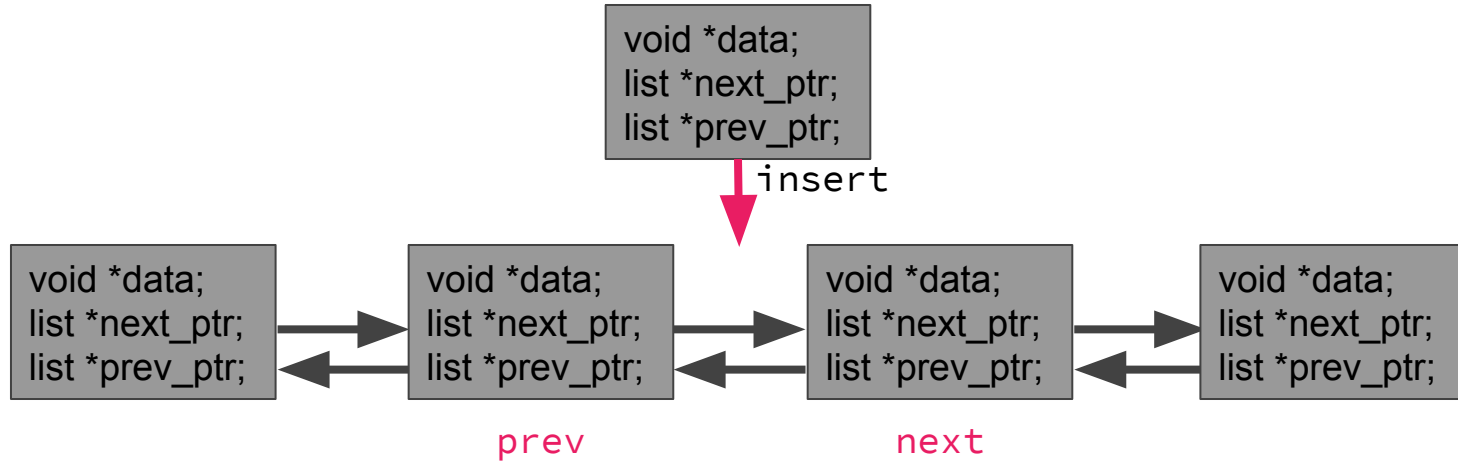 void *data;
list *next_ptr;
list *prev_ptr;
insert
void *data;
list *next_ptr;
list *prev_ptr;
void *data;
list *next_ptr;
list *prev_ptr;
void *data;
list *next_ptr;
list *prev_ptr;
void *data;
list *next_ptr;
list *prev_ptr;
prev
next